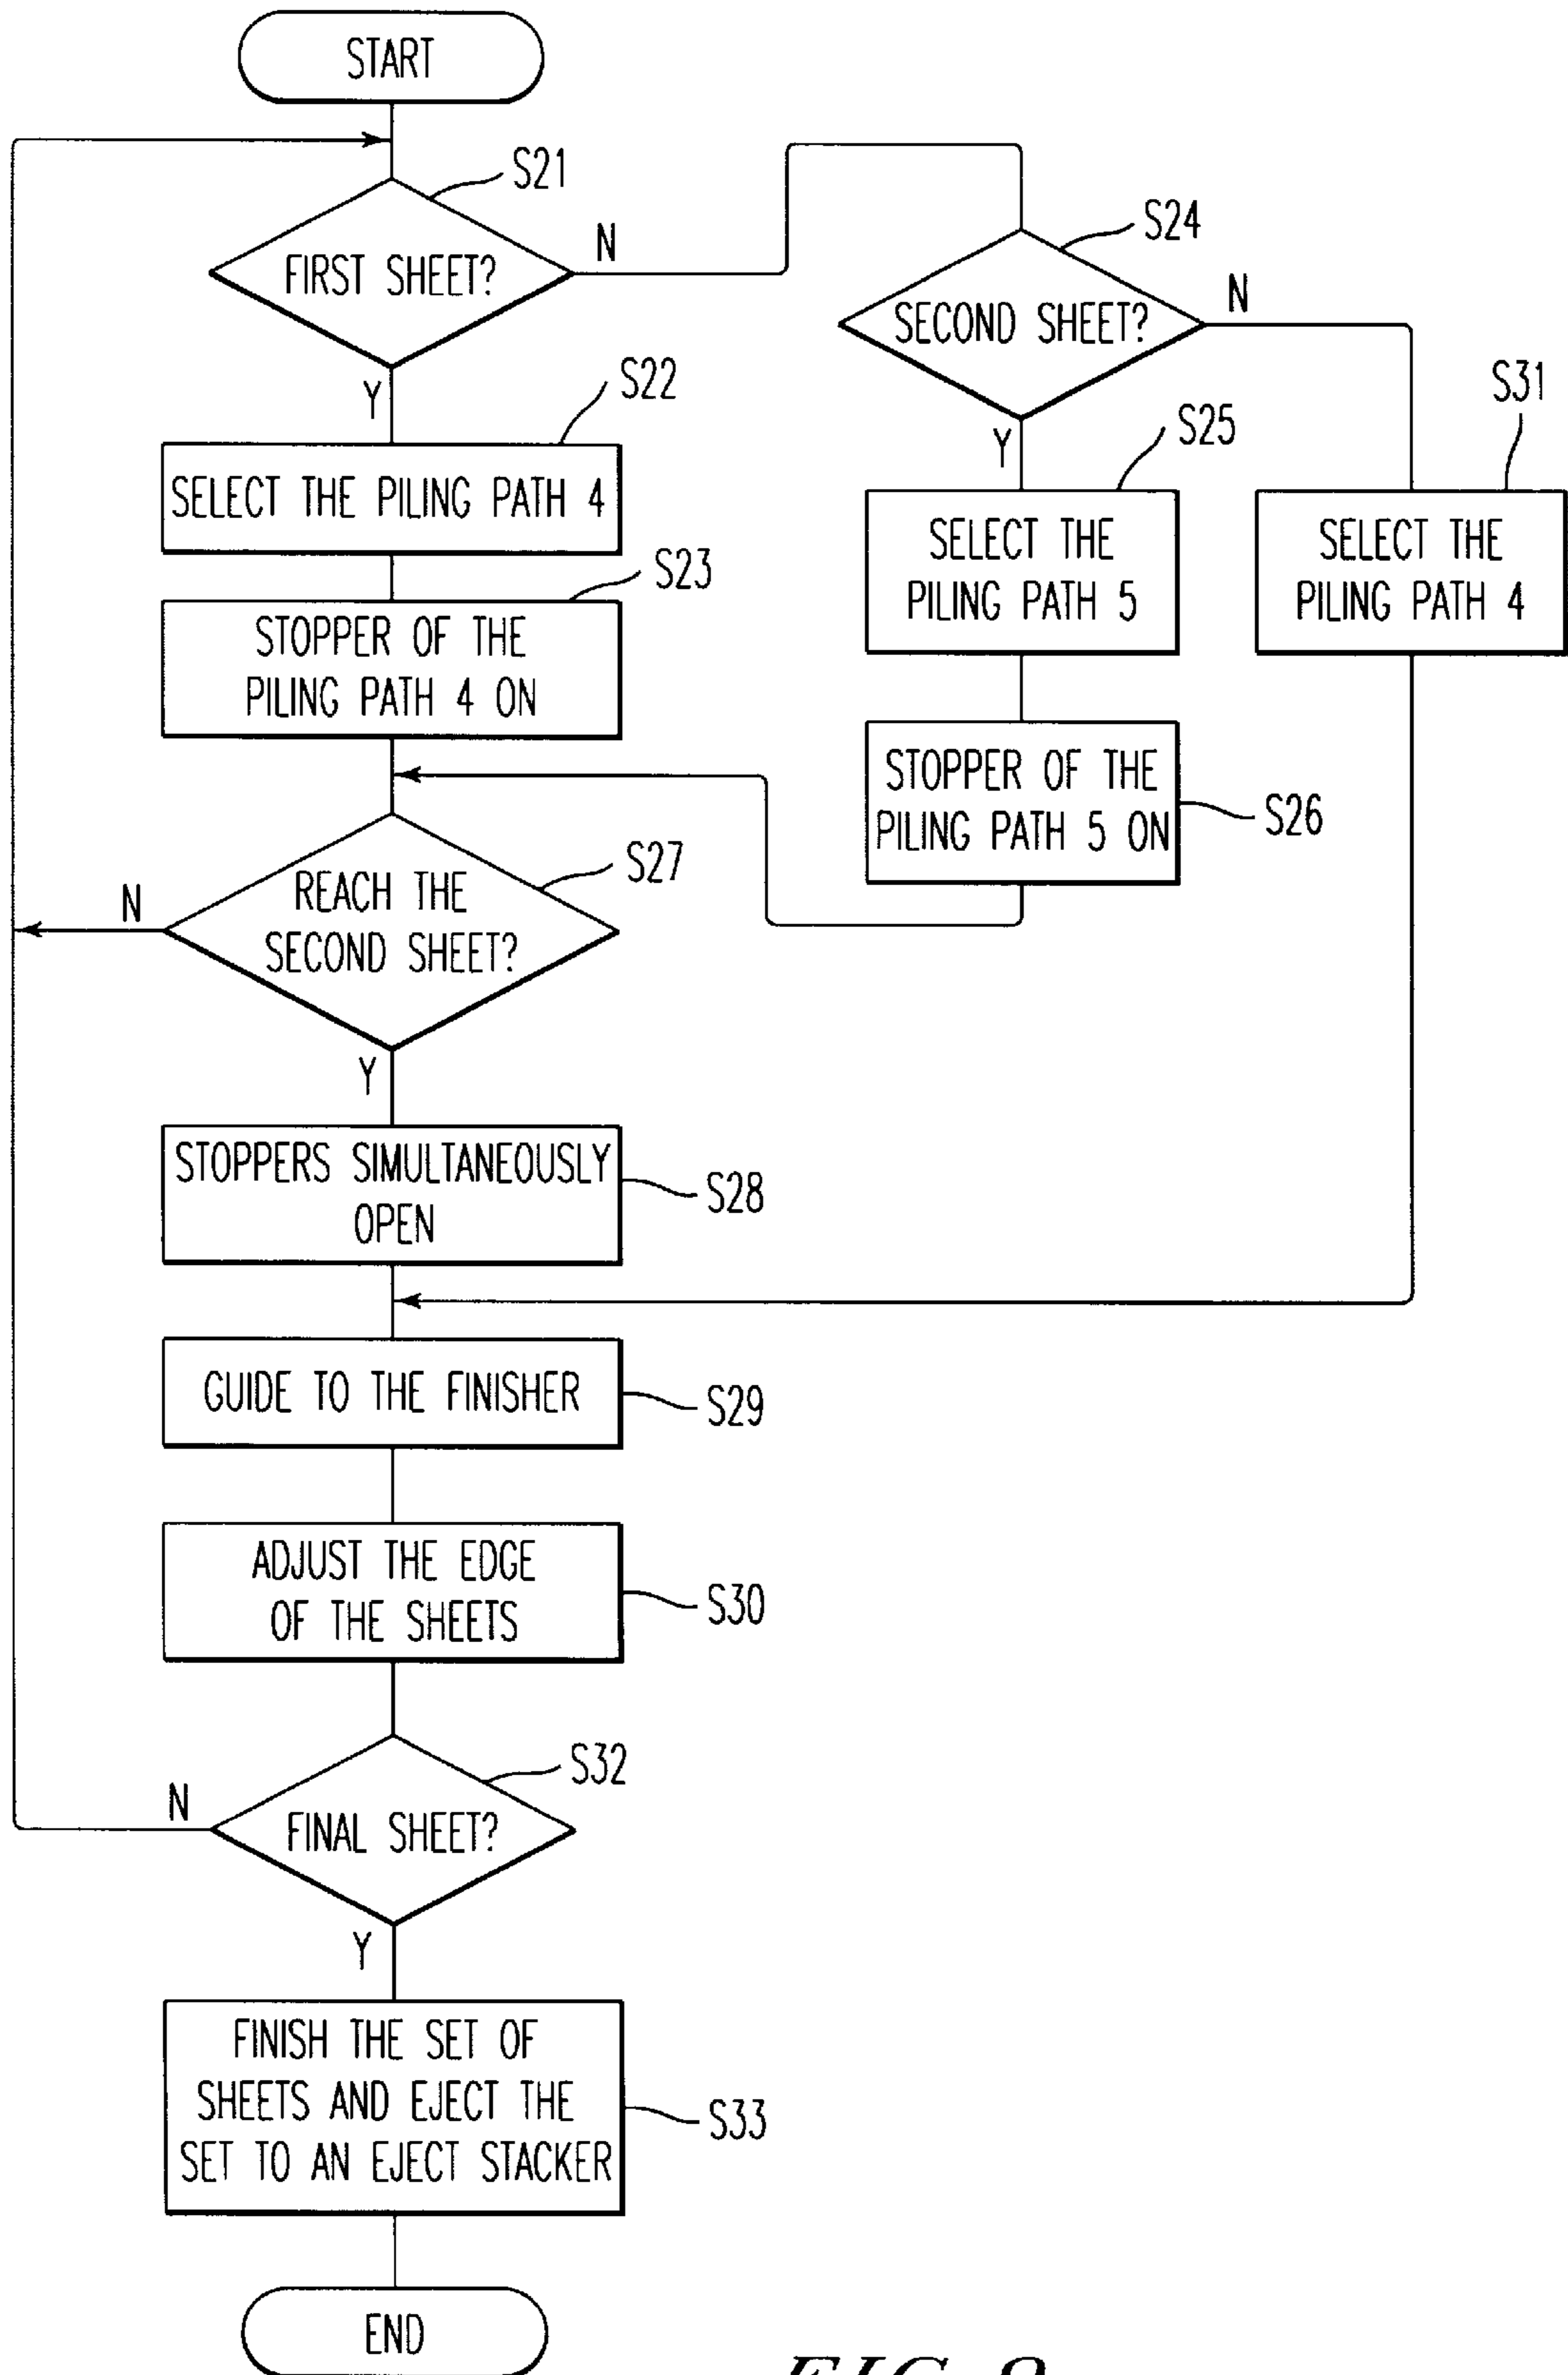 START
S21
FIRST SHEET?
N
Y
S24
SECOND SHEET?
N
Y
S22
SELECT THE PILING PATH 4
S23
STOPPER OF THE
PILING PATH 4 ON
S25
SELECT THE
PILING PATH 5
S31
SELECT THE
PILING PATH 4
STOPPER OF THE
PILING PATH 5 ON
S26
S27
REACH THE
SECOND SHEET?
N
Y
STOPPERS SIMULTANEOUSLY
OPEN
S28
GUIDE TO THE FINISHER
S29
ADJUST THE EDGE
OF THE SHEETS
S30
S32
FINAL SHEET?
N
Y
FINISH THE SET OF
SHEETS AND EJECT THE
SET TO AN EJECT STACKER
S33
END